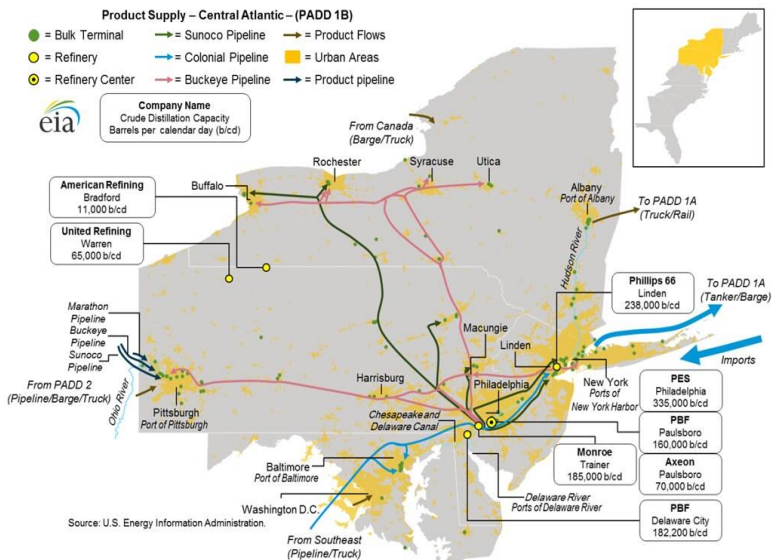 Product Supply – Central Atlantic – (PADD 1B)
= Bulk Terminal
= Sunoco Pipeline
= Product Flows
= Refinery
= Colonial Pipeline
= Urban Areas
= Refinery Center
= Buckeye Pipeline
= Product pipeline
eia
Company Name
Crude Distillation Capacity
Barrels per calendar day (b/cd)
From Canada
(Barge/Truck)
Rochester
Syracuse
Utica
Buffalo
American Refining
Bradford
11,000 b/cd
Albany
Port of Albany
To PADD 1A
(Truck/Rail)
United Refining
Warren
65,000 b/cd
Hudson River
Phillips 66
Linden
238,000 b/cd
To PADD 1A
(Tanker/Barge)
Marathon
Pipeline
Buckeye
Pipeline
Sunoco
Pipeline
Macungie
Linden
Imports
From PADD 2
(Pipeline/Barge/Truck)
Ohio River
Harrisburg
Philadelphia
New York
Ports of
New York Harbor
PES
Philadelphia
335,000 b/cd
Pittsburgh
Port of Pittsburgh
Chesapeake and
Delaware Canal
PBF
Paulsboro
160,000 b/cd
Monroe
Trainer
185,000 b/cd
Axeon
Paulsboro
70,000 b/cd
Baltimore
Port of Baltimore
Delaware River
Ports of Delaware River
Washington D.C.
PBF
Delaware City
182,200 b/cd
Source: U.S. Energy Information Administration.
From Southeast
(Pipeline/Truck)